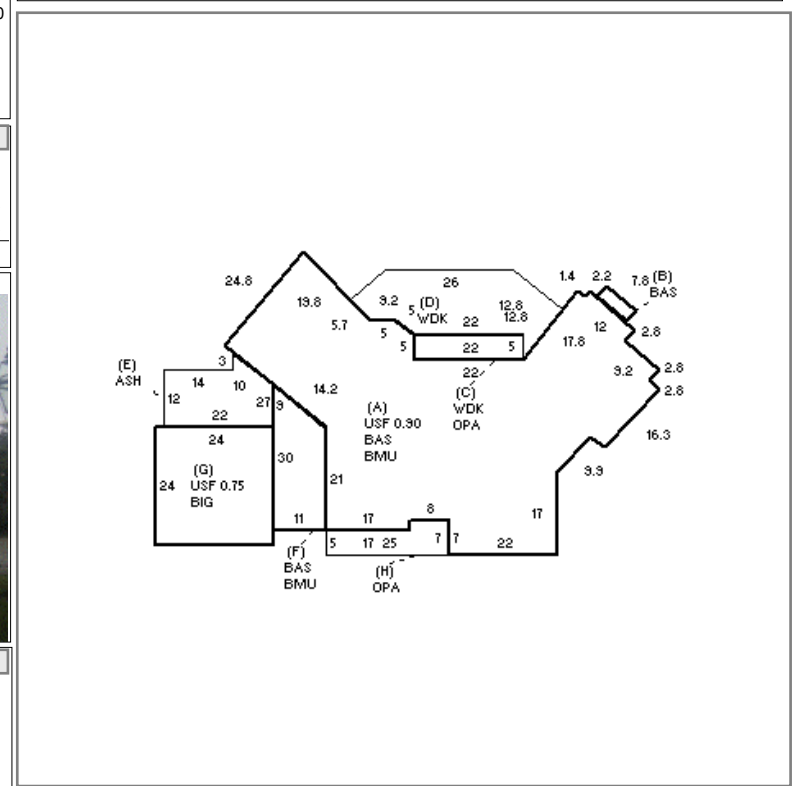 1.4 2.2 7.8 (B)
BAS
24.8 26
19.8 9.2 5 (D) 12.8
WDK 12.8
5.7 5 22 12 2.8
5 22 5 17.8
(E) 3 22 9.2 2.8
ASH 14 10 14.2 (C) 2.8
12 27 9 (A) WDK
22 USF 0.90 OPA
BAS
BMU
24 16.3
(G) 30 9.9
24 USF 0.75 21
BIG
8 17
11 17
5 17 25 7 7 22
(F)
BAS (H)
BMU OPA